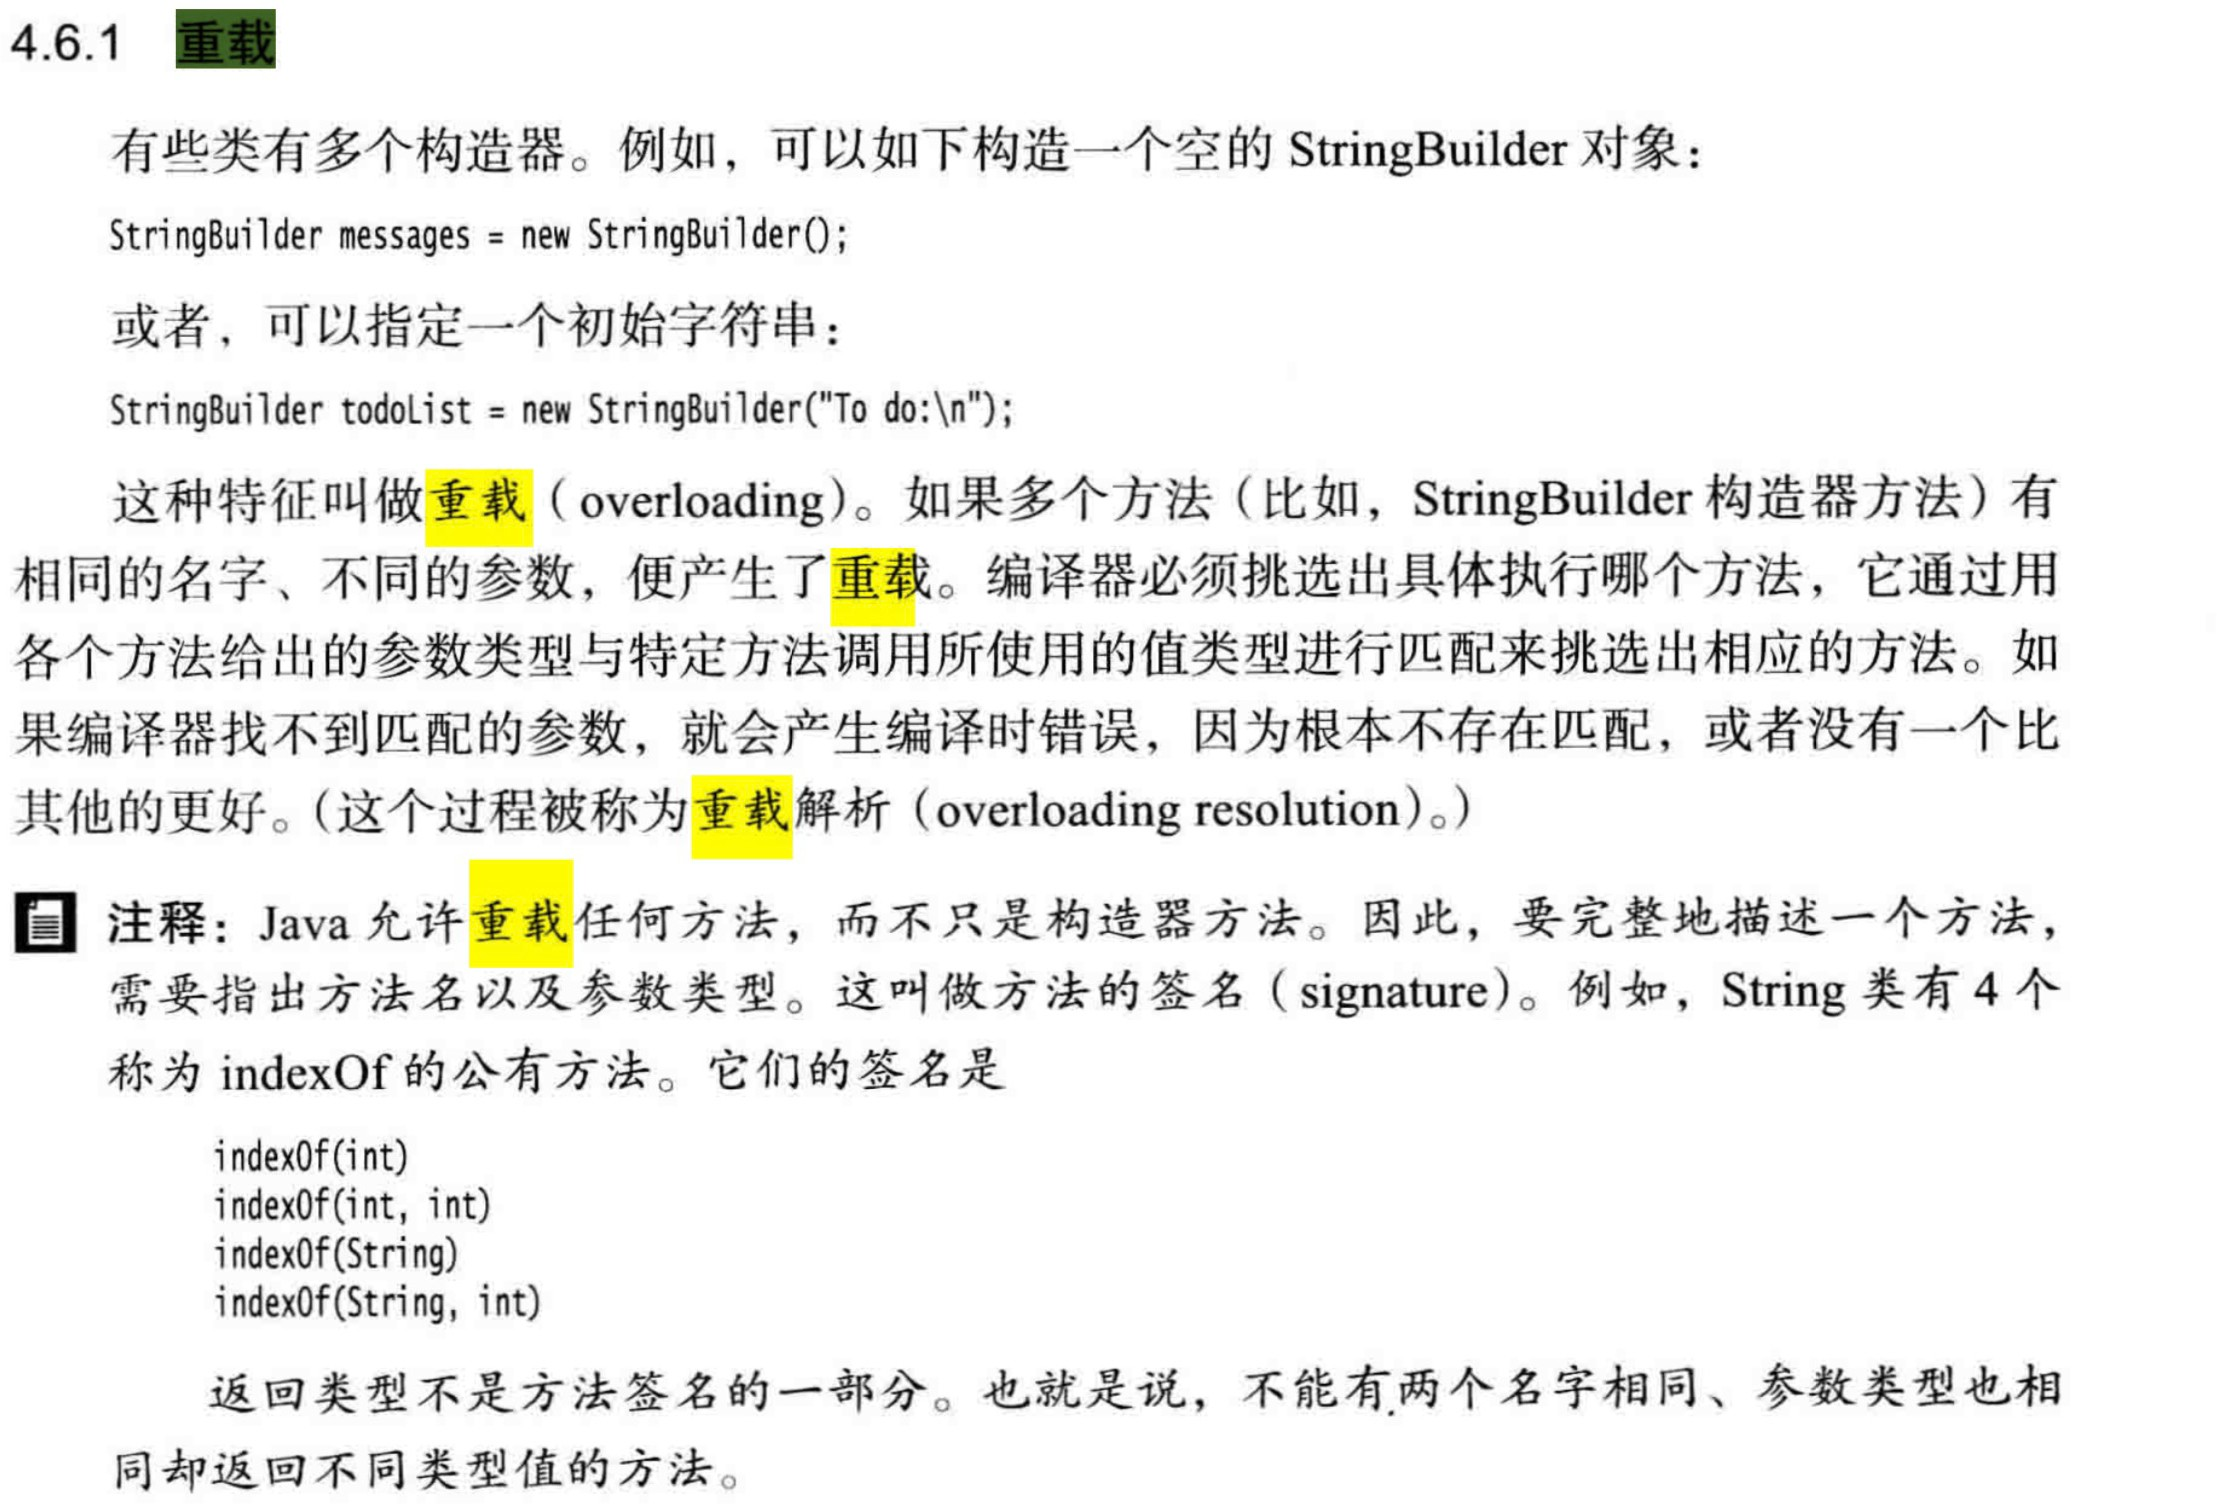 4.6.1 重载
有些类有多个构造器。例如，可以如下构造一个空的 StringBuilder 对象：
StringBuilder messages = new StringBuilder();
或者，可以指定一个初始字符串：
StringBuilder todoList = new StringBuilder("To do:\n");
这种特征叫做重载（overloading）。如果多个方法（比如，StringBuilder 构造器方法）有
相同的名字、不同的参数，便产生了重载。编译器必须挑选出具体执行哪个方法，它通过用
各个方法给出的参数类型与特定方法调用所使用的值类型进行匹配来挑选出相应的方法。如
果编译器找不到匹配的参数，就会产生编译时错误，因为根本不存在匹配，或者没有一个比
其他的更好。（这个过程被称为重载解析（overloading resolution）。）
注释：Java 允许重载任何方法，而不只是构造器方法。因此，要完整地描述一个方法，
需要指出方法名以及参数类型。这叫做方法的签名（signature）。例如，String 类有 4 个
称为 indexOf 的公有方法。它们的签名是
indexOf(int)
indexOf(int, int)
indexOf(String)
indexOf(String, int)
返回类型不是方法签名的一部分。也就是说，不能有两个名字相同、参数类型也相
同却返回不同类型值的方法。